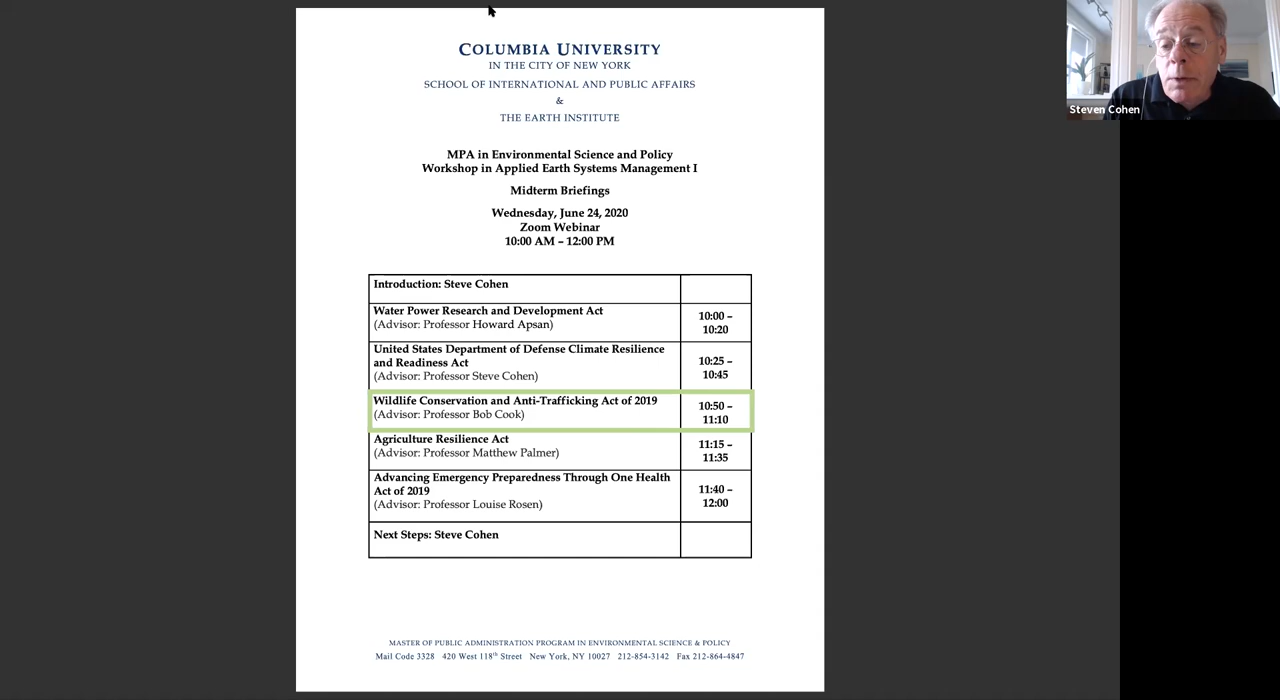 COLUMBIA UNIVERSITY
IN THE CITY OF NEW YORK
SCHOOL OF INTERNATIONAL AND PUBLIC AFFAIRS
&
THE EARTH INSTITUTE
MPA in Environmental Science and Policy
Workshop in Applied Earth Systems Management I
Midterm Briefings
Wednesday, June 24, 2020
Zoom Webinar
10:00 AM – 12:00 PM
Introduction: Steve Cohen
Water Power Research and Development Act
(Advisor: Professor Howard Apsan)
10:00 –
10:20
United States Department of Defense Climate Resilience
and Readiness Act
(Advisor: Professor Steve Cohen)
10:25 –
10:45
Wildlife Conservation and Anti-Trafficking Act of 2019
(Advisor: Professor Bob Cook)
10:50 –
11:10
Agriculture Resilience Act
(Advisor: Professor Matthew Palmer)
11:15 –
11:35
Advancing Emergency Preparedness Through One Health
Act of 2019
(Advisor: Professor Louise Rosen)
11:40 –
12:00
Next Steps: Steve Cohen
MASTER OF PUBLIC ADMINISTRATION PROGRAM IN ENVIRONMENTAL SCIENCE & POLICY
Mail Code 3328 420 West 118th Street New York, NY 10027 212-854-3142 Fax 212-864-4847
Steven Cohen